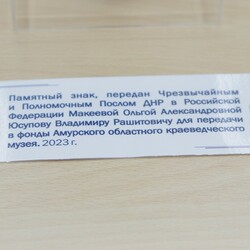 Памятный знак, передан Чрезвычайным
и Полномочным Послом ДНР в Российской
Федерации Макеевой Ольгой Александровной
Юсупову Владимиру Рашитовичу для передачи
в фонды Амурского областного краеведческого
музея. 2023 г.